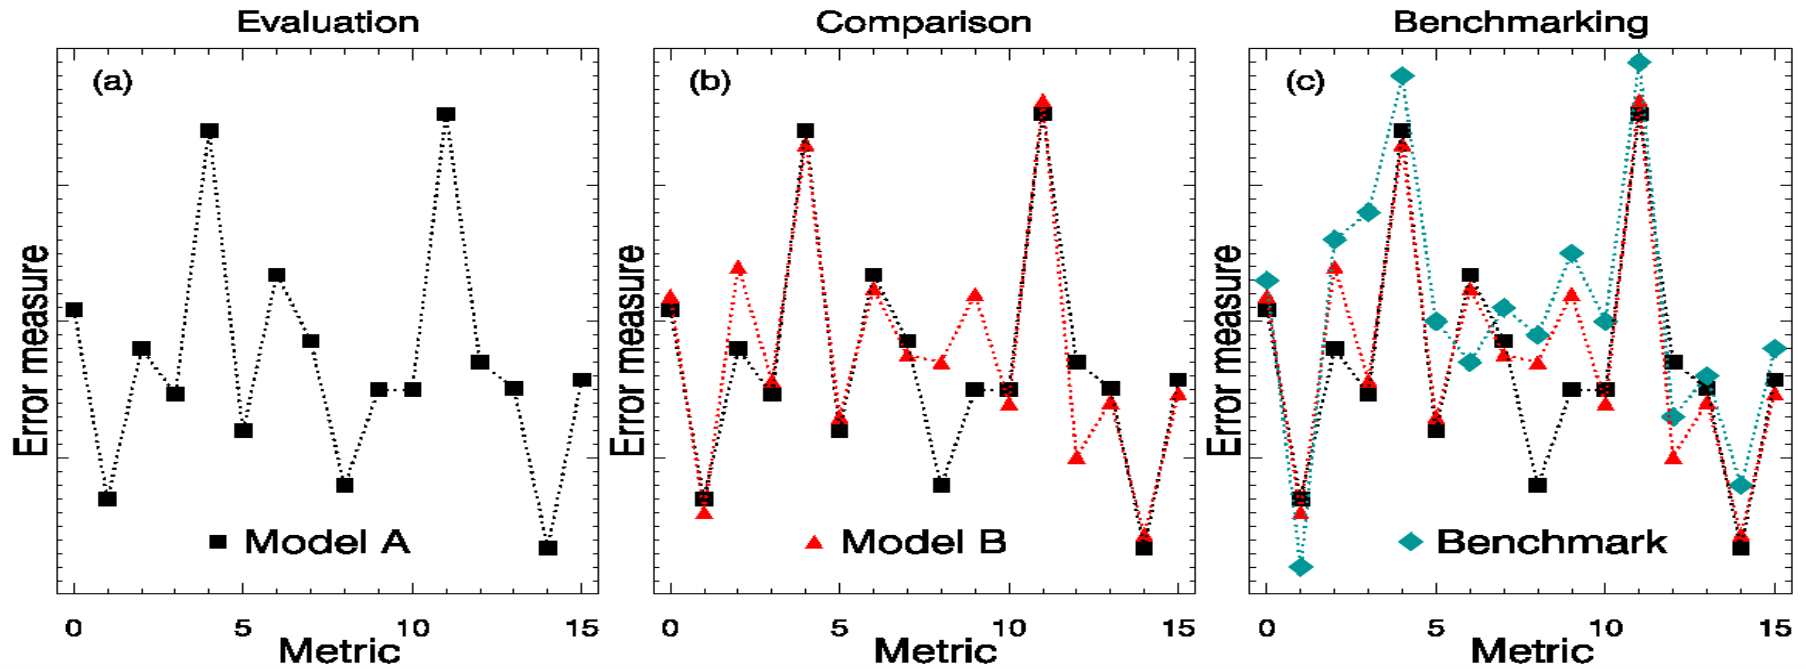 Evaluation
Comparison
Benchmarking
(a)
(b)
(c)
Error measure
Error measure
Error measure
Model A
Model B
Benchmark
0 5 10 15
0 5 10 15
0 5 10 15
Metric
Metric
Metric